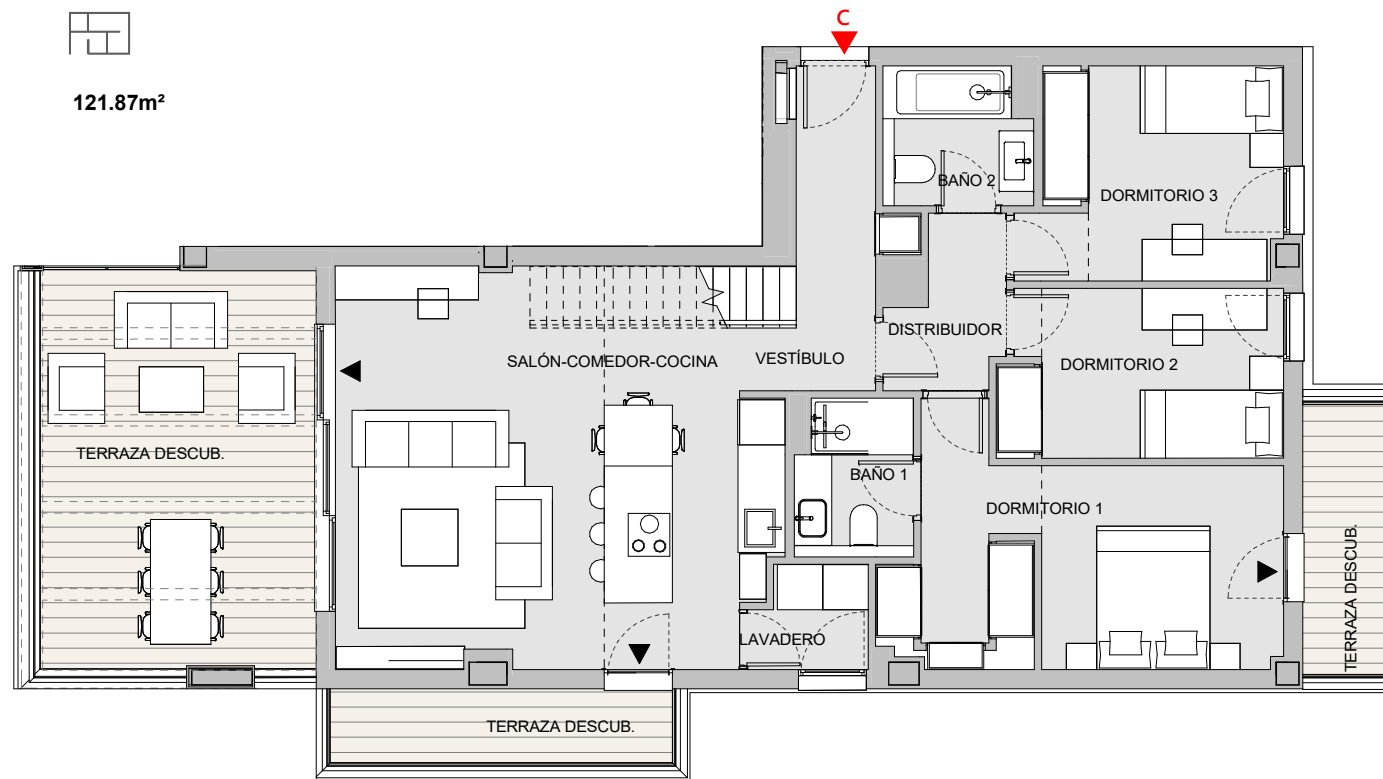 C
121.87m²
BAÑO 2
DORMITORIO 3
DISTRIBUIDOR
SALÓN-COMEDOR-COCINA
VESTÍBULO
DORMITORIO 2
TERRAZA DESCUB.
BAÑO 1
DORMITORIO 1
TERRAZA DESCUB.
LAVADERO
TERRAZA DESCUB.